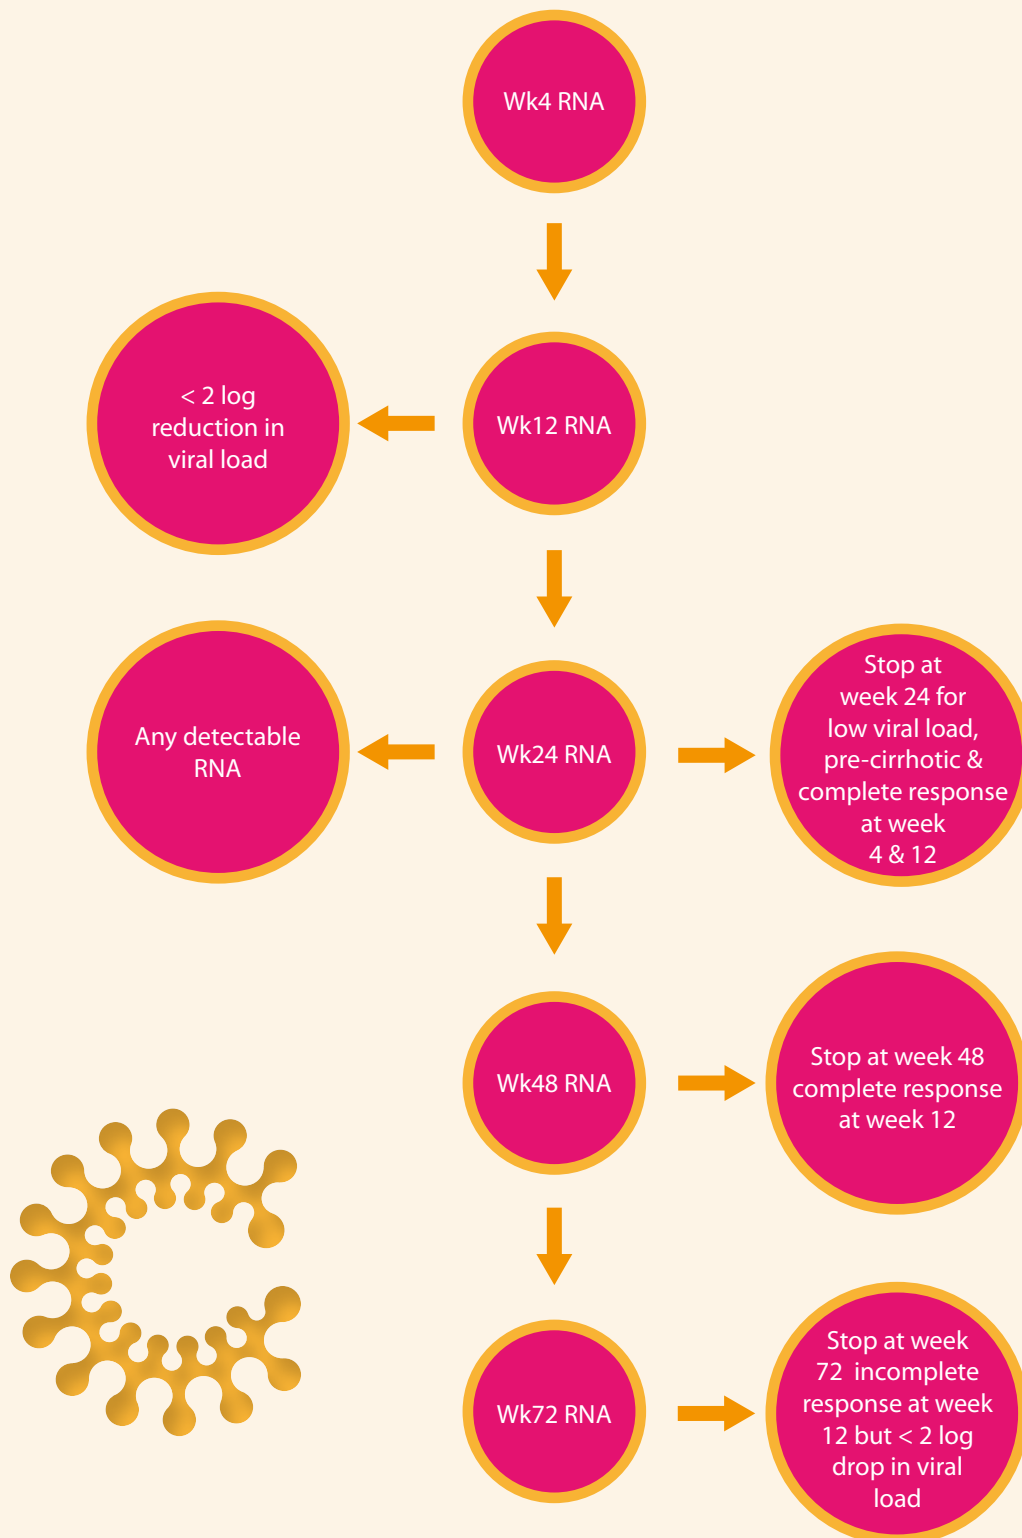 Wk4 RNA
< 2 log
reduction in
viral load
Wk12 RNA
Any detectable
RNA
Wk24 RNA
Stop at
week 24 for
low viral load,
pre-cirrhotic &
complete response
at week
4 & 12
Wk48 RNA
Stop at week 48
complete response
at week 12
Wk72 RNA
Stop at week
72 incomplete
response at week
12 but < 2 log
drop in viral
load